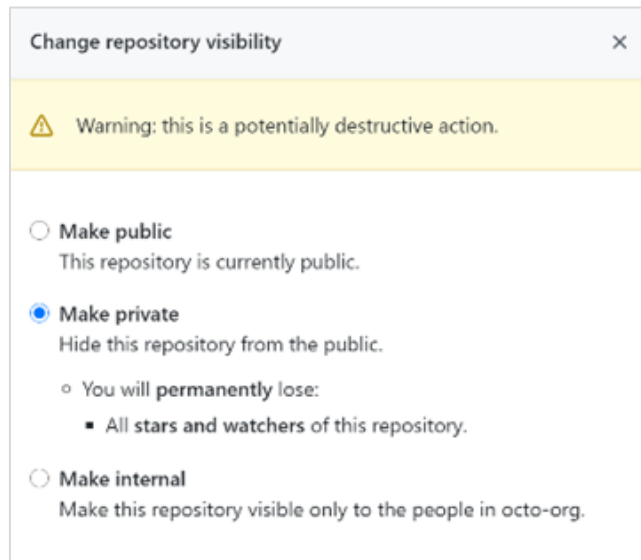 Change repository visibility
Warning: this is a potentially destructive action.
Make public
This repository is currently public.
Make private
Hide this repository from the public.
You will permanently lose:
All stars and watchers of this repository.
Make internal
Make this repository visible only to the people in octo-org.